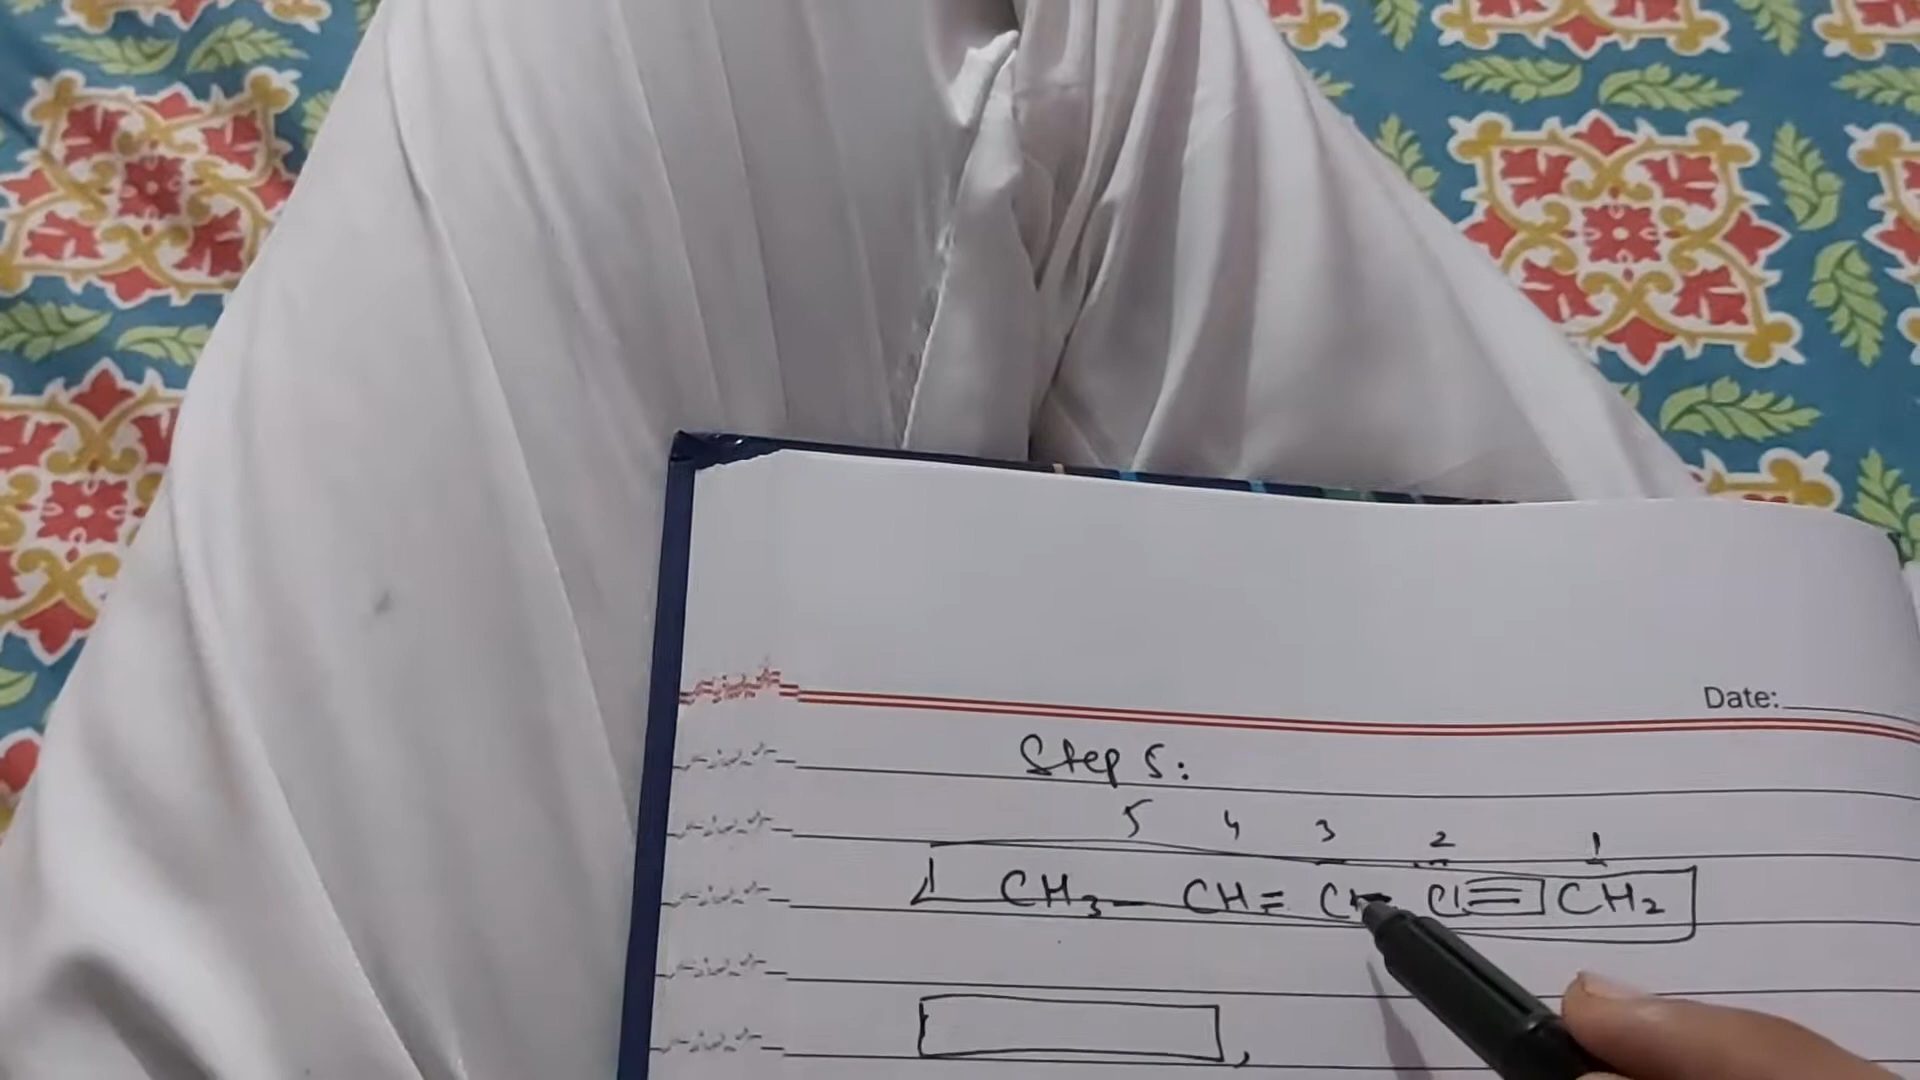 Date:
Step 5:
5 4 3 2 1
CH₃ — CH = CH - C ≡ CH₂